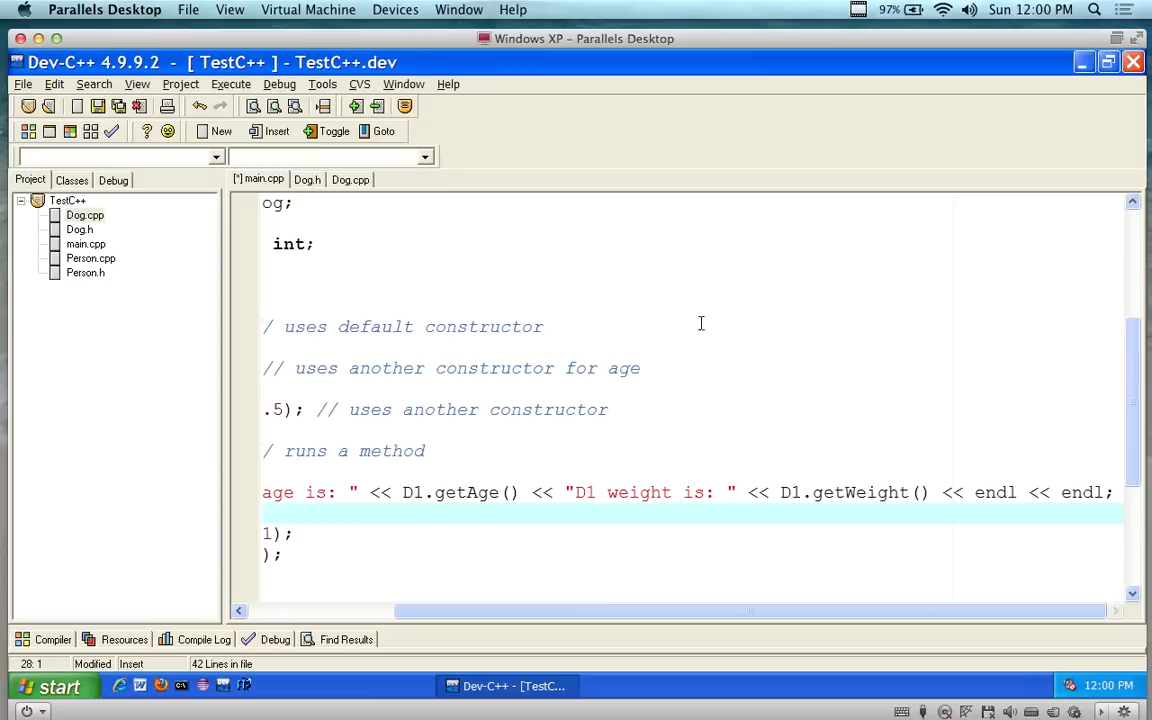 Parallels Desktop File View Virtual Machine Devices Window Help 97% Sun 12:00 PM
Windows XP - Parallels Desktop
Dev-C++ 4.9.9.2 - [ TestC++ ] - TestC++.dev
File Edit Search View Project Execute Debug Tools CVS Window Help
New Insert Toggle Goto
Project Classes Debug
[*] main.cpp Dog.h Dog.cpp
TestC++
Dog.cpp
Dog.h
main.cpp
Person.cpp
Person.h
og;
int;
/ uses default constructor
// uses another constructor for age
.5); // uses another constructor
/ runs a method
age is: " << D1.getAge() << "D1 weight is: " << D1.getWeight() << endl << endl;
1);
);
Compiler Resources Compile Log Debug Find Results
28: 1 Modified Insert 42 Lines in file
start Dev-C++ - [TestC... 12:00 PM